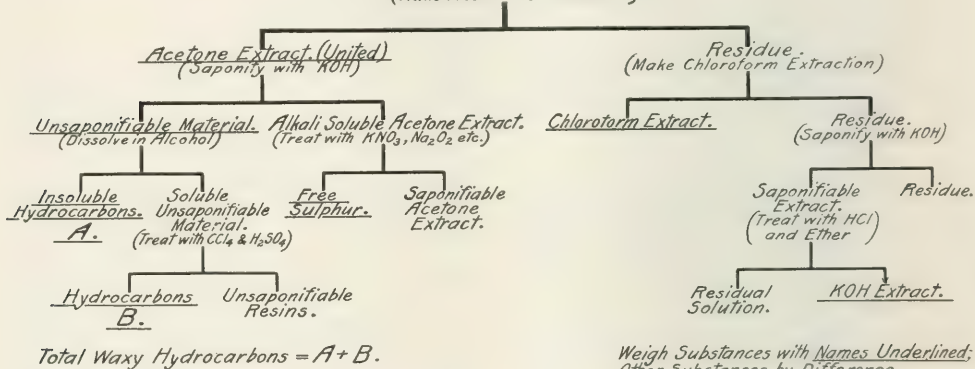 Acetone Extract. (United)
(Saponify with KOH)
Residue.
(Make Chloroform Extraction)
Unsaponifiable Material.
(Dissolve in Alcohol)
Alkali Soluble Acetone Extract.
(Treat with KNO₃, Na₂O₂ etc.)
Chloroform Extract.
Residue.
(Saponify with KOH)
Insoluble
Hydrocarbons.
A.
Soluble
Unsaponifiable
Material.
(Treat with CCl₄ & H₂SO₄)
Free
Sulphur.
Saponifiable
Acetone
Extract.
Saponifiable
Extract.
(Treat with HCl
and Ether)
Residue.
Hydrocarbons
B.
Unsaponifiable
Resins.
Residual
Solution.
KOH Extract.
Total Waxy Hydrocarbons = A + B.
Weigh Substances with Names Underlined;
Other Substances by Difference